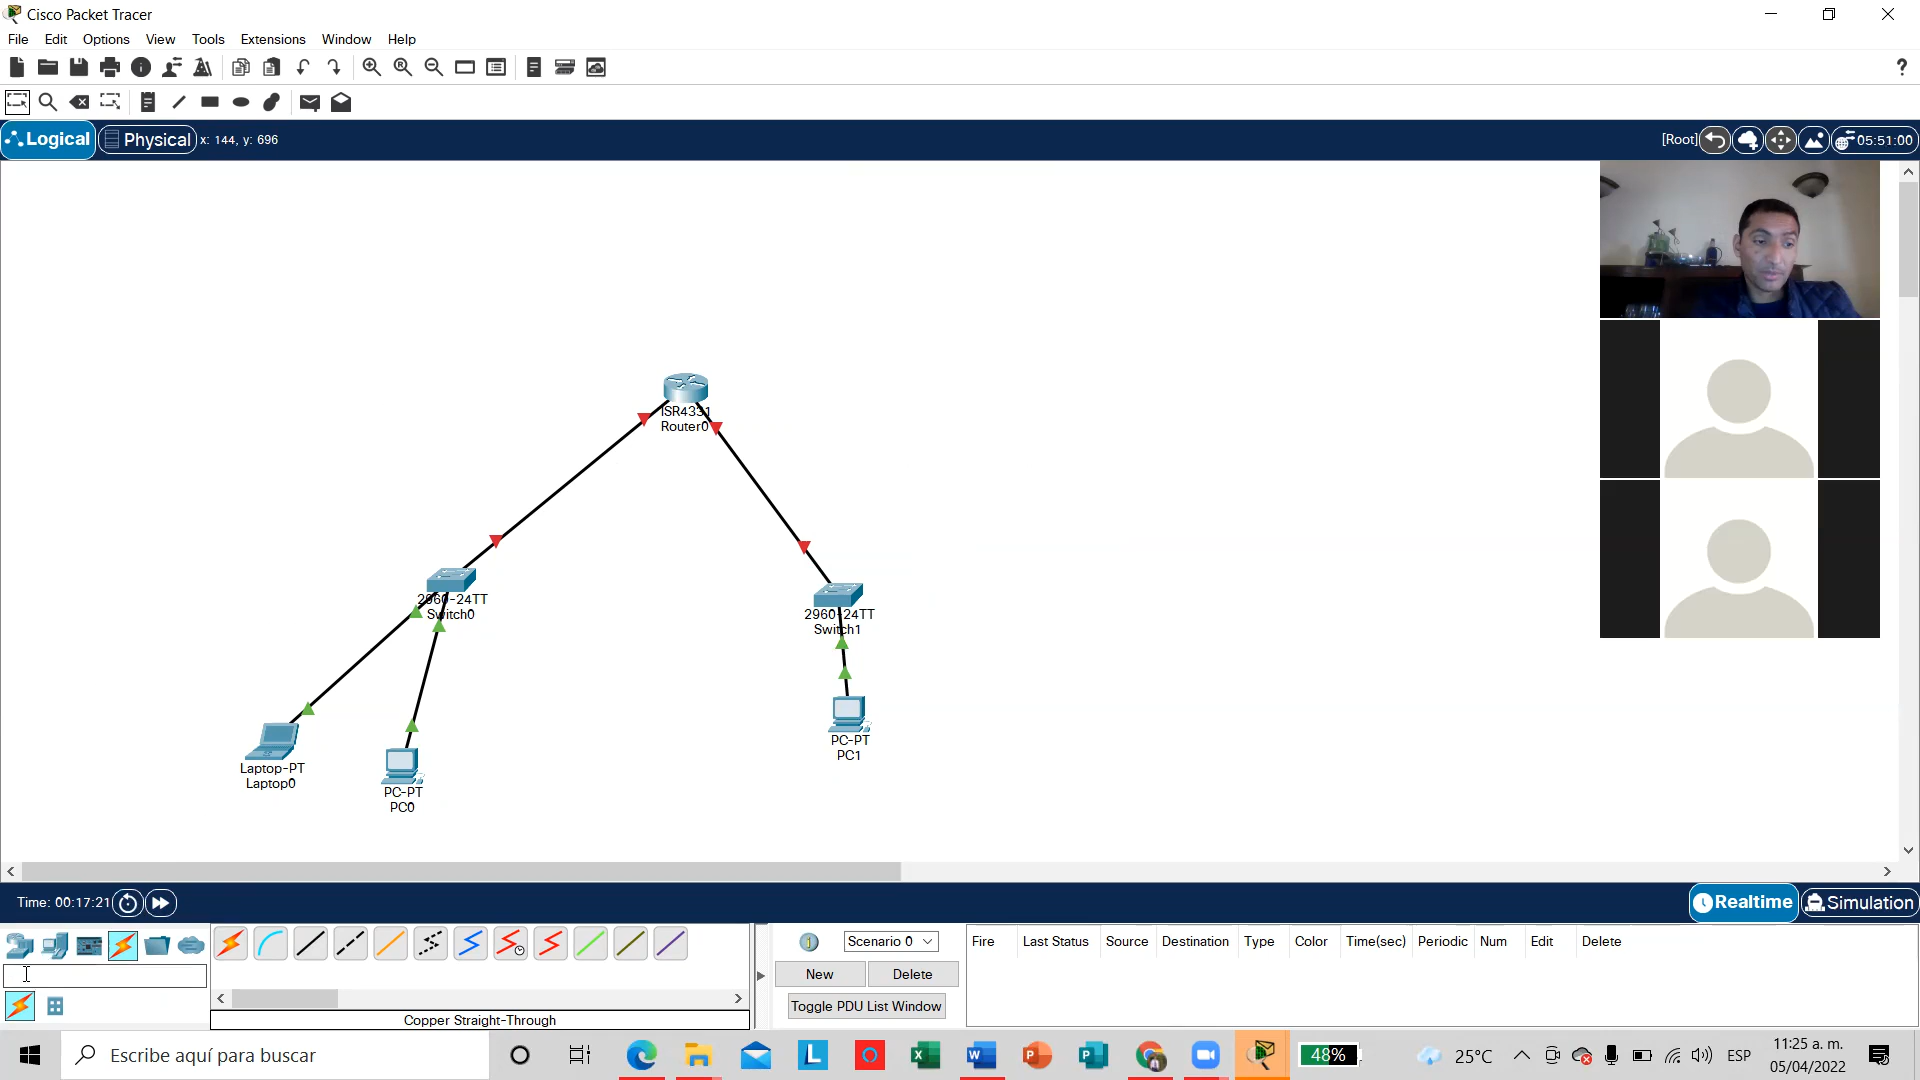 Cisco Packet Tracer
File Edit Options View Tools Extensions Window Help
Logical Physical x: 144, y: 696 [Root] 05:51:00
ISR4331
Router0
2960-24TT
Switch0
2960-24TT
Switch1
PC-PT
PC1
Laptop-PT
Laptop0
PC-PT
PC0
Time: 00:17:21 Realtime Simulation
Scenario 0 Fire Last Status Source Destination Type Color Time(sec) Periodic Num Edit Delete
New Delete
Toggle PDU List Window
Copper Straight-Through
Escribe aquí para buscar 48% 25°C ESP 11:25 a. m.
05/04/2022